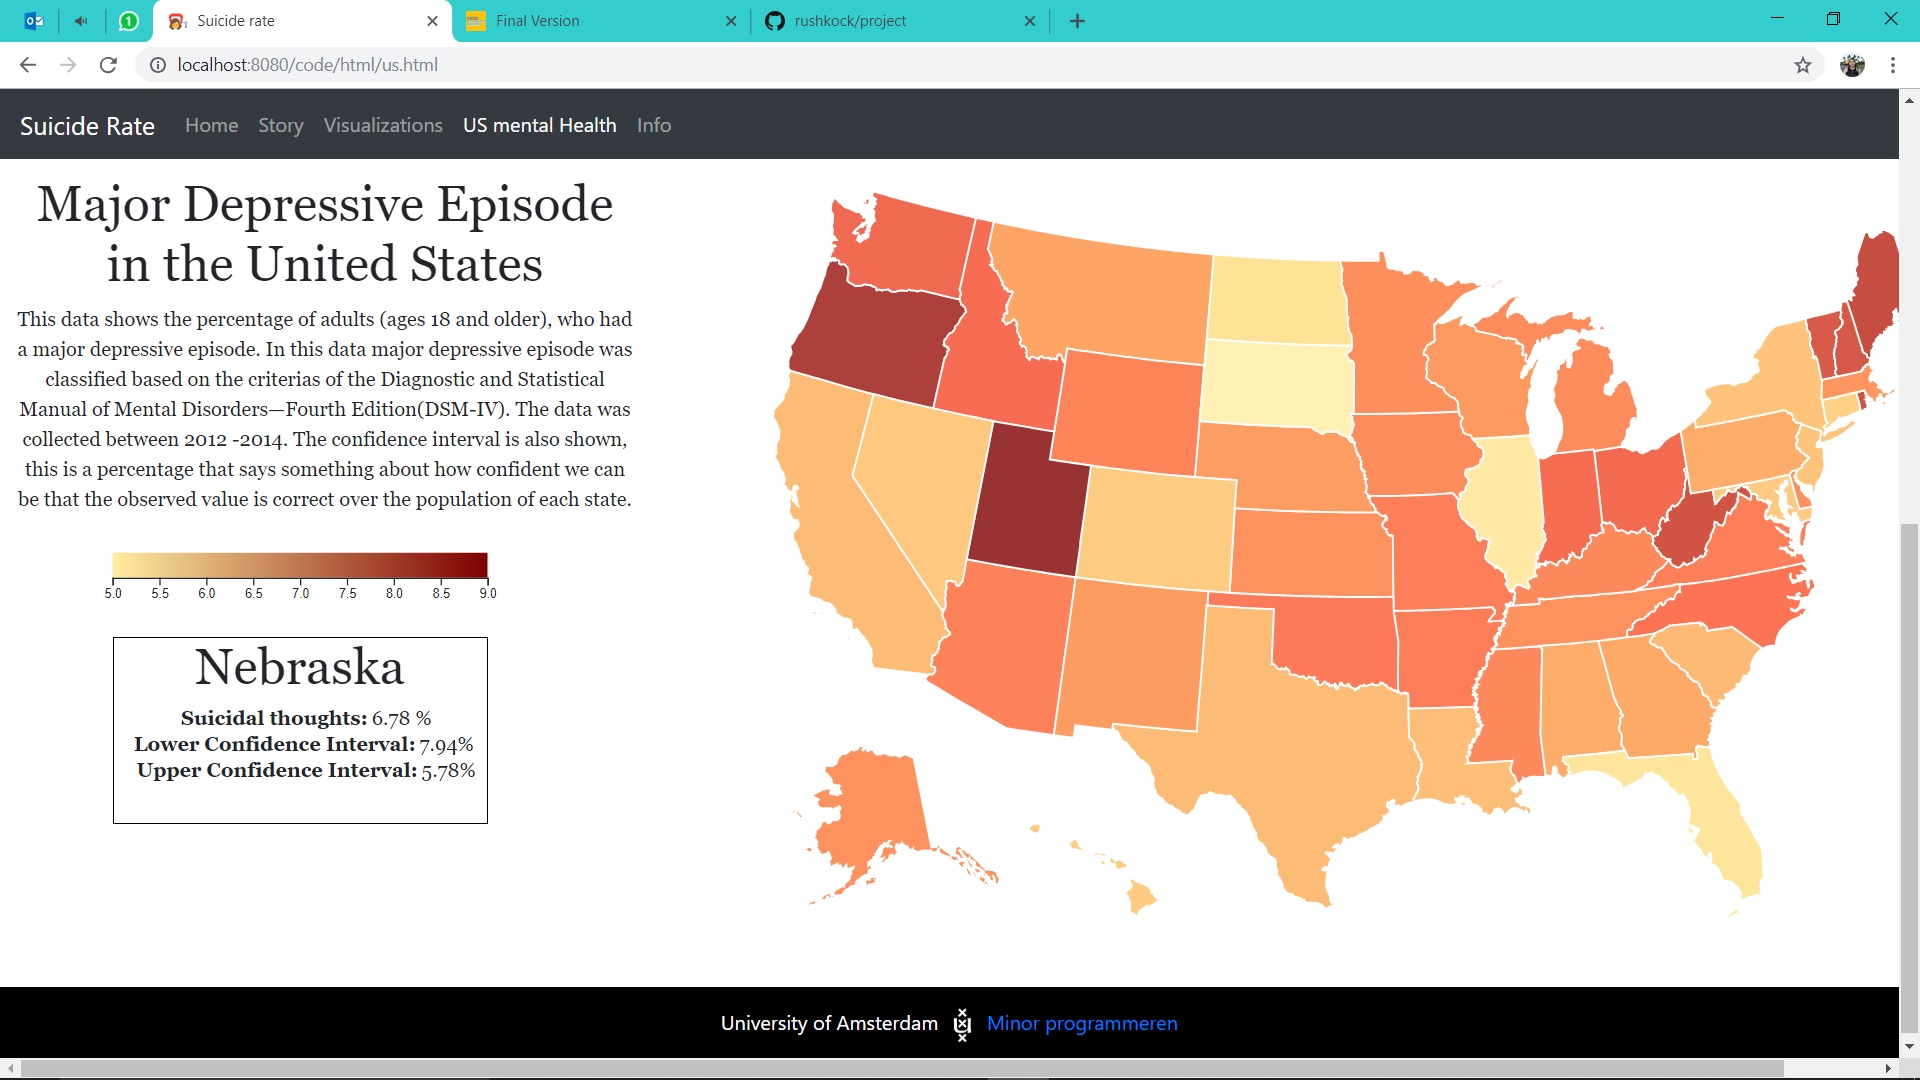 Suicide rate
Final Version
rushkock/project
localhost:8080/code/html/us.html
Suicide Rate Home Story Visualizations US mental Health Info
Major Depressive Episode
in the United States
This data shows the percentage of adults (ages 18 and older), who had
a major depressive episode. In this data major depressive episode was
classified based on the criterias of the Diagnostic and Statistical
Manual of Mental Disorders—Fourth Edition(DSM-IV). The data was
collected between 2012 -2014. The confidence interval is also shown,
this is a percentage that says something about how confident we can
be that the observed value is correct over the population of each state.
5.0 5.5 6.0 6.5 7.0 7.5 8.0 8.5 9.0
Nebraska
Suicidal thoughts: 6.78 %
Lower Confidence Interval: 7.94%
Upper Confidence Interval: 5.78%
University of Amsterdam Minor programmeren